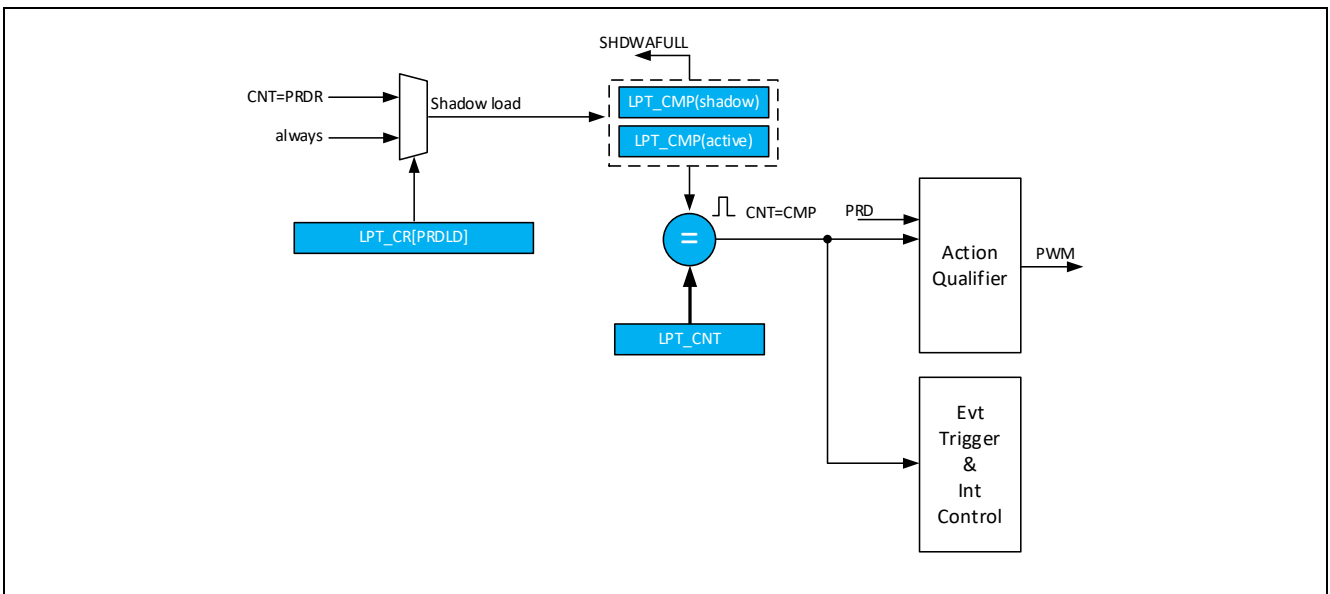 SHDWAFULL
CNT=PRDR
Shadow load
LPT_CMP(shadow)
always
LPT_CMP(active)
LPT_CR[PRDLD]
CNT=CMP
PRD
=
Action
Qualifier
PWM
LPT_CNT
Evt
Trigger
&
Int
Control